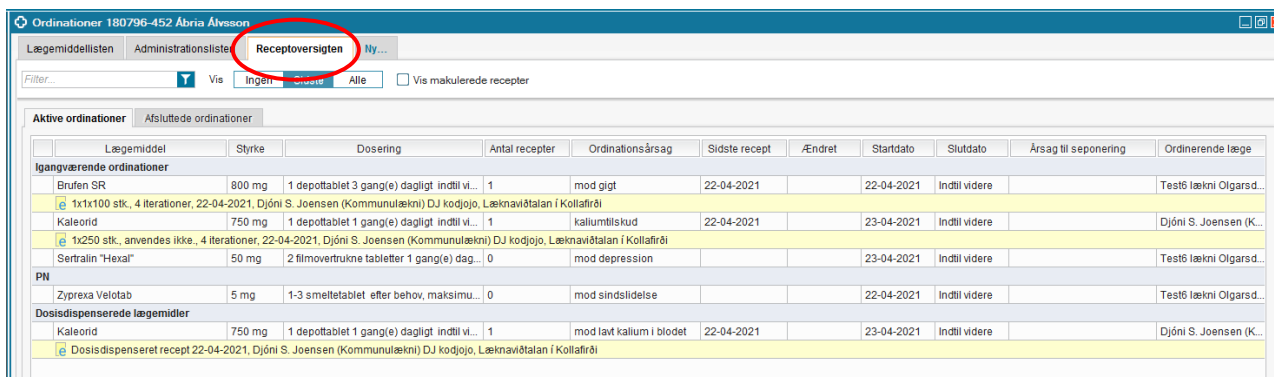 Ordinationer 180796-452 Ábria Álvsson
Lægemiddellisten Administrationslisten Receptoversigten Ny...
Filter... Vis Ingen Sidste Alle Vis makulerede recepter
Aktive ordinationer Afsluttede ordinationer
Lægemiddel Styrke Dosering Antal recepter Ordinationsårsag Sidste recept Ændret Startdato Slutdato Årsag til seponering Ordinerende læge
Igangværende ordinationer
Brufen SR 800 mg 1 depottablet 3 gang(e) dagligt indtil vi... 1 mod gigt 22-04-2021 22-04-2021 Indtil videre Test6 lækni Olgarsd...
e 1x1x100 stk., 4 iterationer, 22-04-2021, Djóni S. Joensen (Kommunulækni) DJ kodjojo, Læknaviðtalan í Kollafirði
Kaleorid 750 mg 1 depottablet 1 gang(e) dagligt indtil vi... 1 kaliumtilskud 22-04-2021 23-04-2021 Indtil videre Djóni S. Joensen (K...
e 1x250 stk., anvendes ikke., 4 iterationer, 22-04-2021, Djóni S. Joensen (Kommunulækni) DJ kodjojo, Læknaviðtalan í Kollafirði
Sertralin "Hexal" 50 mg 2 filmovertrukne tabletter 1 gang(e) dag... 0 mod depression 23-04-2021 Indtil videre Test6 lækni Olgarsd...
PN
Zyprexa Velotab 5 mg 1-3 smeltetablet efter behov, maksimu... 0 mod sindslidelse 22-04-2021 Indtil videre Test6 lækni Olgarsd...
Dosisdispenserede lægemidler
Kaleorid 750 mg 1 depottablet 1 gang(e) dagligt indtil vi... 1 mod lavt kalium i blodet 22-04-2021 23-04-2021 Indtil videre Djóni S. Joensen (K...
e Dosisdispenseret recept 22-04-2021, Djóni S. Joensen (Kommunulækni) DJ kodjojo, Læknaviðtalan í Kollafirði